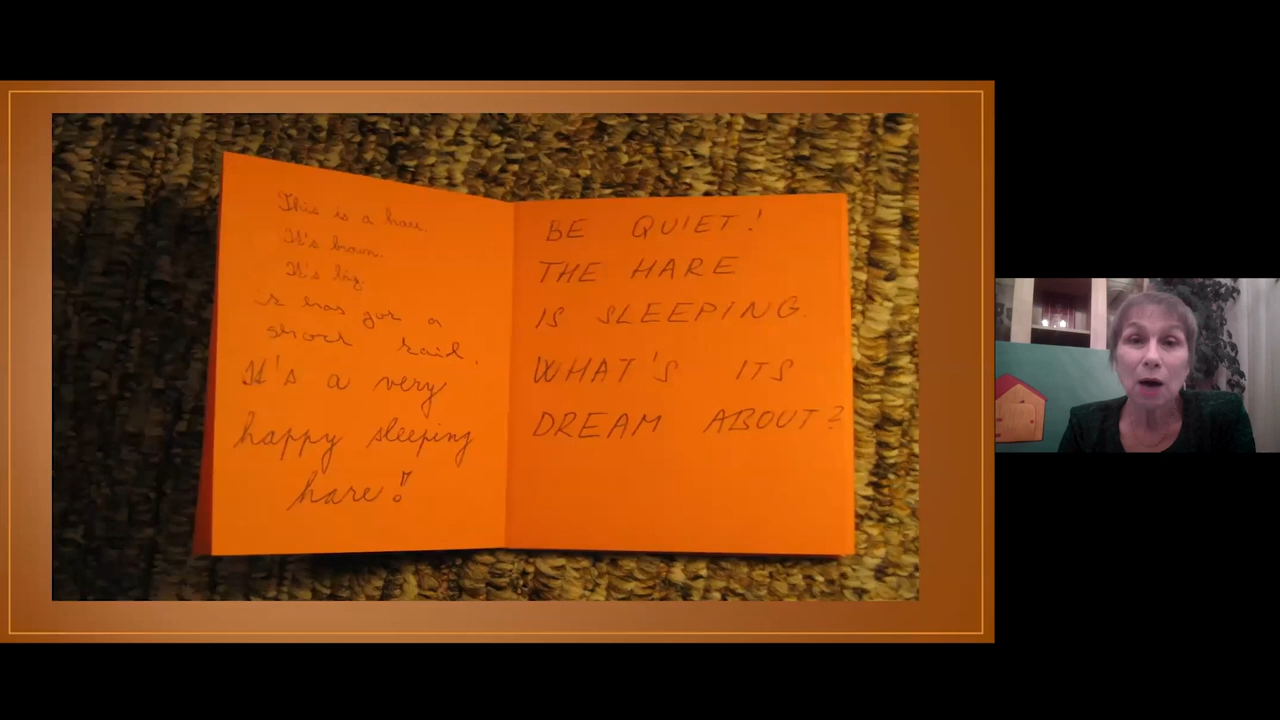 This is a hare.
It's brown.
It's big.
it has got a
short tail.
It's a very
happy sleeping
hare!
BE QUIET!
THE HARE
IS SLEEPING.
WHAT'S ITS
DREAM ABOUT?